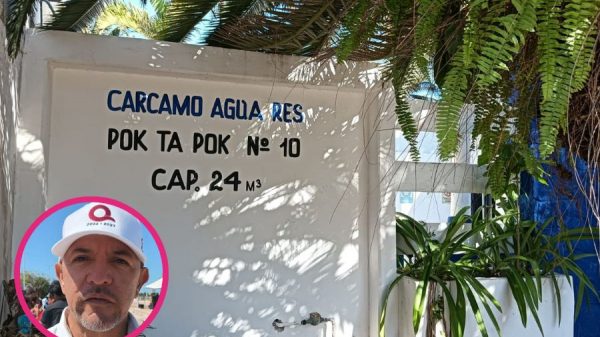 CARCAMO AGUA RES
POK TA POK Nº 10
CAP. 24 M³
Q